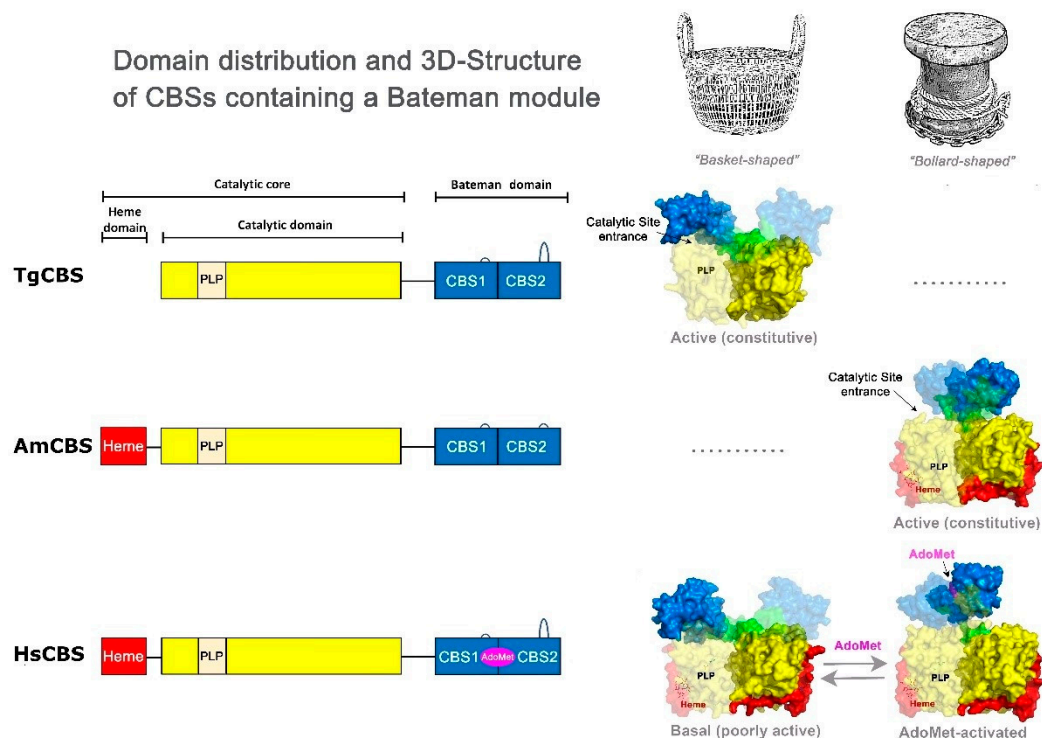 Domain distribution and 3D-Structure
of CBSs containing a Bateman module
"Basket-shaped"
"Bollard-shaped"
Catalytic core
Bateman domain
Heme
domain
Catalytic domain
TgCBS
PLP
CBS1
CBS2
Catalytic Site
entrance
PLP
Active (constitutive)
AmCBS
Heme
PLP
CBS1
CBS2
Catalytic Site
entrance
PLP
Heme
Active (constitutive)
HsCBS
Heme
PLP
CBS1
AdoMet
CBS2
PLP
Heme
Basal (poorly active)
AdoMet
AdoMet
PLP
Heme
AdoMet-activated